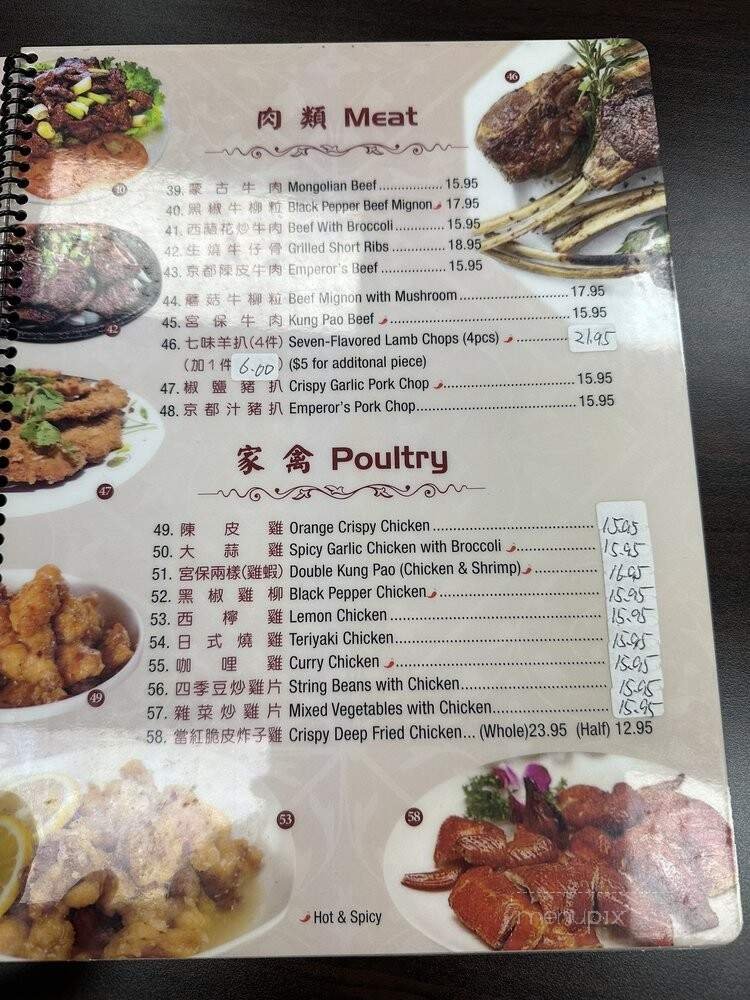 肉類 Meat
46
10
39. 蒙古牛肉 Mongolian Beef................ 15.95
40. 黑椒牛柳粒 Black Pepper Beef Mignon 17.95
41. 西蘭花炒牛肉 Beef With Broccoli............. 15.95
42. 生燒牛仔骨 Grilled Short Ribs .............. 18.95
43. 京都陳皮牛肉 Emperor's Beef ................. 15.95
44. 蘑菇牛柳粒 Beef Mignon with Mushroom............................ 17.95
45. 宮保牛肉 Kung Pao Beef ................................................ 15.95
46. 七味羊扒(4件) Seven-Flavored Lamb Chops (4pcs) ............. 21.95
(加1件 6.00) ($5 for additonal piece)
42
47. 椒鹽豬扒 Crispy Garlic Pork Chop .................................. 15.95
48. 京都汁豬扒 Emperor's Pork Chop......................................... 15.95
47
家禽 Poultry
49. 陳皮雞 Orange Crispy Chicken ......................................... 15.95
50. 大蒜雞 Spicy Garlic Chicken with Broccoli .................... 15.95
51. 宮保兩樣(雞蝦) Double Kung Pao (Chicken & Shrimp) ................ 16.95
52. 黑椒雞柳 Black Pepper Chicken ......................................... 15.95
53. 西檸雞 Lemon Chicken ....................................................... 15.95
54. 日式燒雞 Teriyaki Chicken..................................................... 15.95
55. 咖哩雞 Curry Chicken ..................................................... 15.95
56. 四季豆炒雞片 String Beans with Chicken..................................... 15.95
57. 雜菜炒雞片 Mixed Vegetables with Chicken............................. 15.95
58. 當紅脆皮炸子雞 Crispy Deep Fried Chicken... (Whole)23.95 (Half) 12.95
49
53
58
Hot & Spicy
menupix